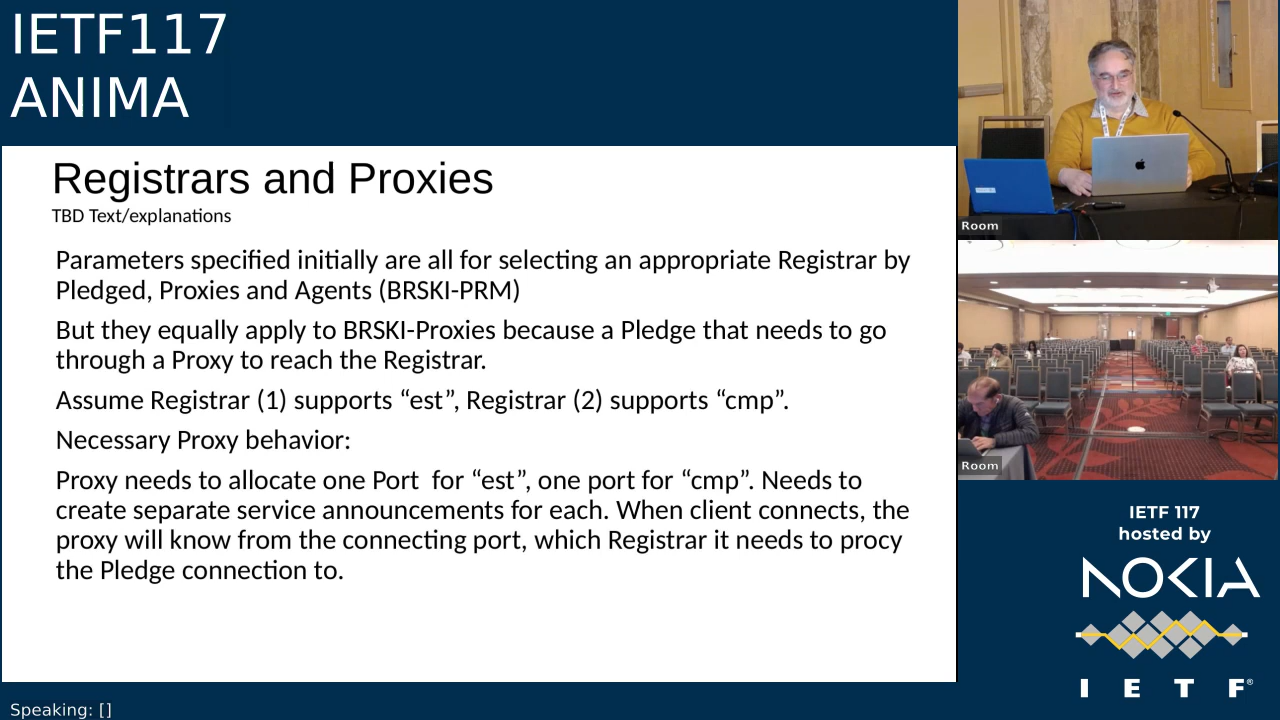 IETF117
ANIMA
Registrars and Proxies
TBD Text/explanations
Parameters specified initially are all for selecting an appropriate Registrar by
Pledged, Proxies and Agents (BRSKI-PRM)
But they equally apply to BRSKI-Proxies because a Pledge that needs to go
through a Proxy to reach the Registrar.
Assume Registrar (1) supports “est”, Registrar (2) supports “cmp”.
Necessary Proxy behavior:
Proxy needs to allocate one Port  for “est”, one port for “cmp”. Needs to
create separate service announcements for each. When client connects, the
proxy will know from the connecting port, which Registrar it needs to procy
the Pledge connection to.
Room
Room
IETF 117
hosted by
NOKIA
I E T F®
Speaking: []